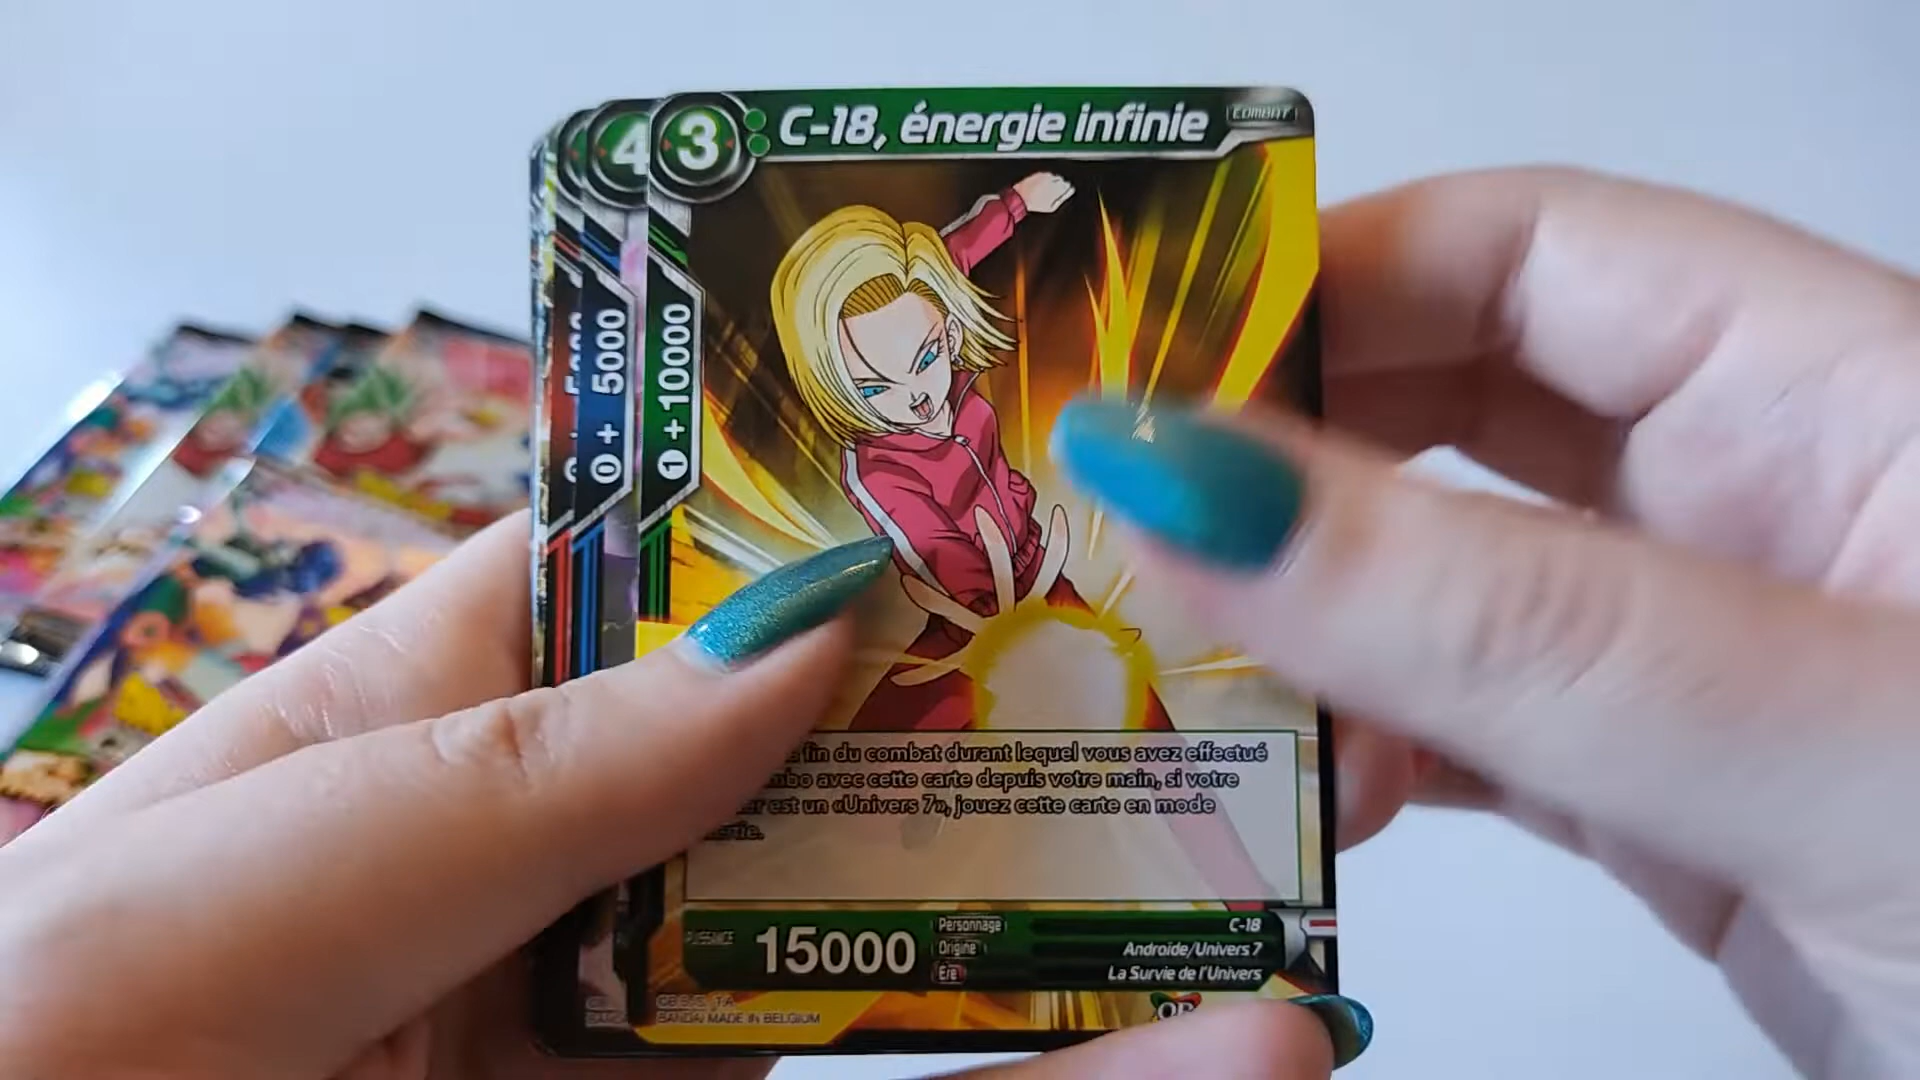 3 C-18, énergie infinie COMBAT
4
0 + 5000
1 + 10000
fin du combat durant lequel vous avez effectué
avec cette carte depuis votre main, si votre
est un «Univers 7», jouez cette carte en mode
PUISSANCE 15000
Personnage C-18
Origine Androïde/Univers 7
Ère La Survie de l'Univers
BANDAI MADE IN BELGIUM